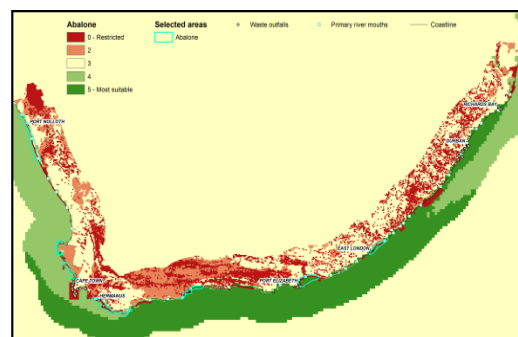 Abalone
0 - Restricted
2
3
4
5 - Most suitable
Selected areas
Abalone
Waste outfalls
Primary river mouths
Coastline
PORT NOLLOTH
RICHARDS BAY
DURBAN
EAST LONDON
CAPE TOWN
PORT ELIZABETH
HERMANUS